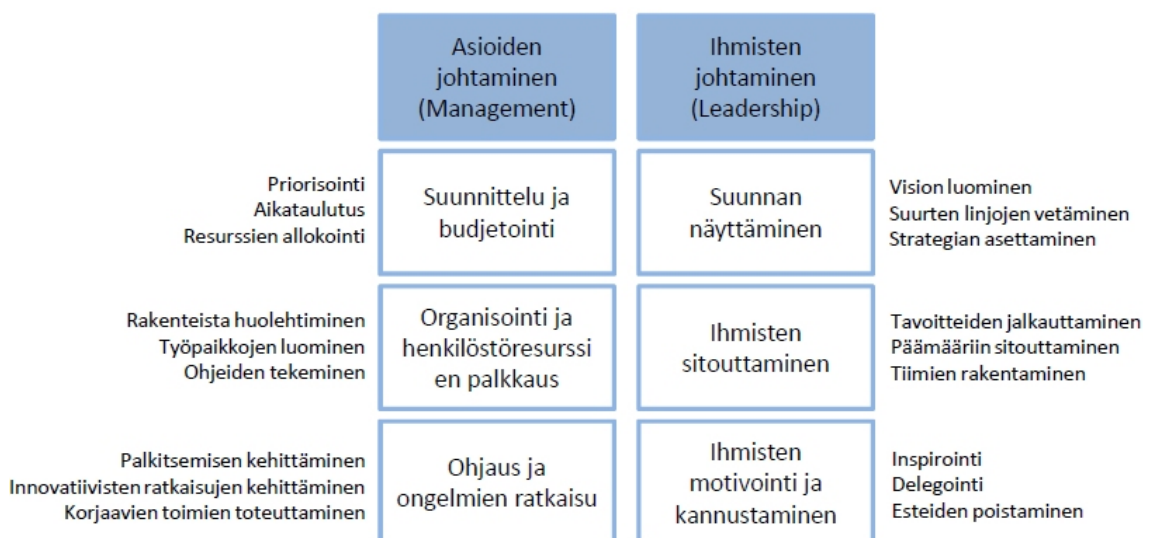 Asioiden
johtaminen
(Management)
Ihmisten
johtaminen
(Leadership)
Priorisointi
Aikataulutus
Resurssien allokointi
Suunnittelu ja
budjetointi
Suunnan
näyttäminen
Vision luominen
Suurten linjojen vetäminen
Strategian asettaminen
Rakenteista huolehtiminen
Työpaikkojen luominen
Ohjeiden tekeminen
Organisointi ja
henkilöstöresurssi
en palkkaus
Ihmisten
sitouttaminen
Tavoitteiden jalkauttaminen
Päämääriin sitouttaminen
Tiimien rakentaminen
Palkitsemisen kehittäminen
Innovatiivisten ratkaisujen kehittäminen
Korjaavien toimien toteuttaminen
Ohjaus ja
ongelmien ratkaisu
Ihmisten
motivointi ja
kannustaminen
Inspirointi
Delegointi
Esteiden poistaminen